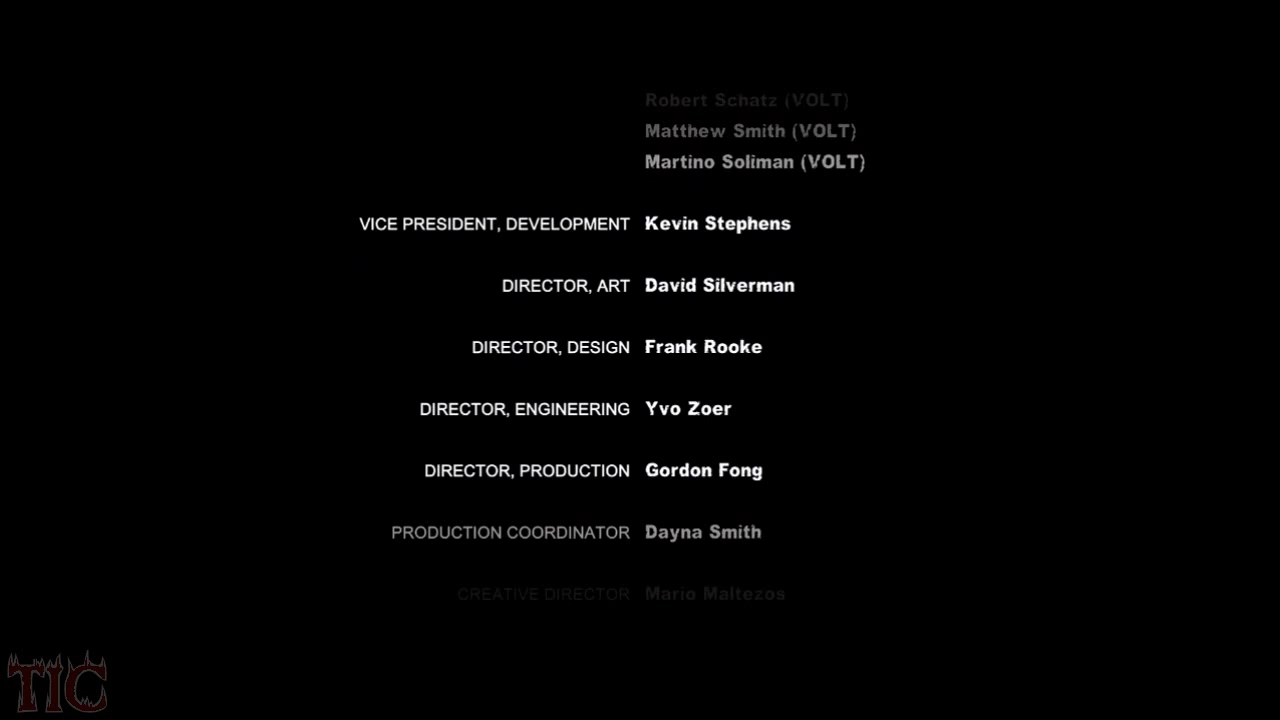 Robert Schatz (VOLT)
Matthew Smith (VOLT)
Martino Soliman (VOLT)
VICE PRESIDENT, DEVELOPMENT Kevin Stephens
DIRECTOR, ART David Silverman
DIRECTOR, DESIGN Frank Rooke
DIRECTOR, ENGINEERING Yvo Zoer
DIRECTOR, PRODUCTION Gordon Fong
PRODUCTION COORDINATOR Dayna Smith
CREATIVE DIRECTOR Mario Maltezos
TIC